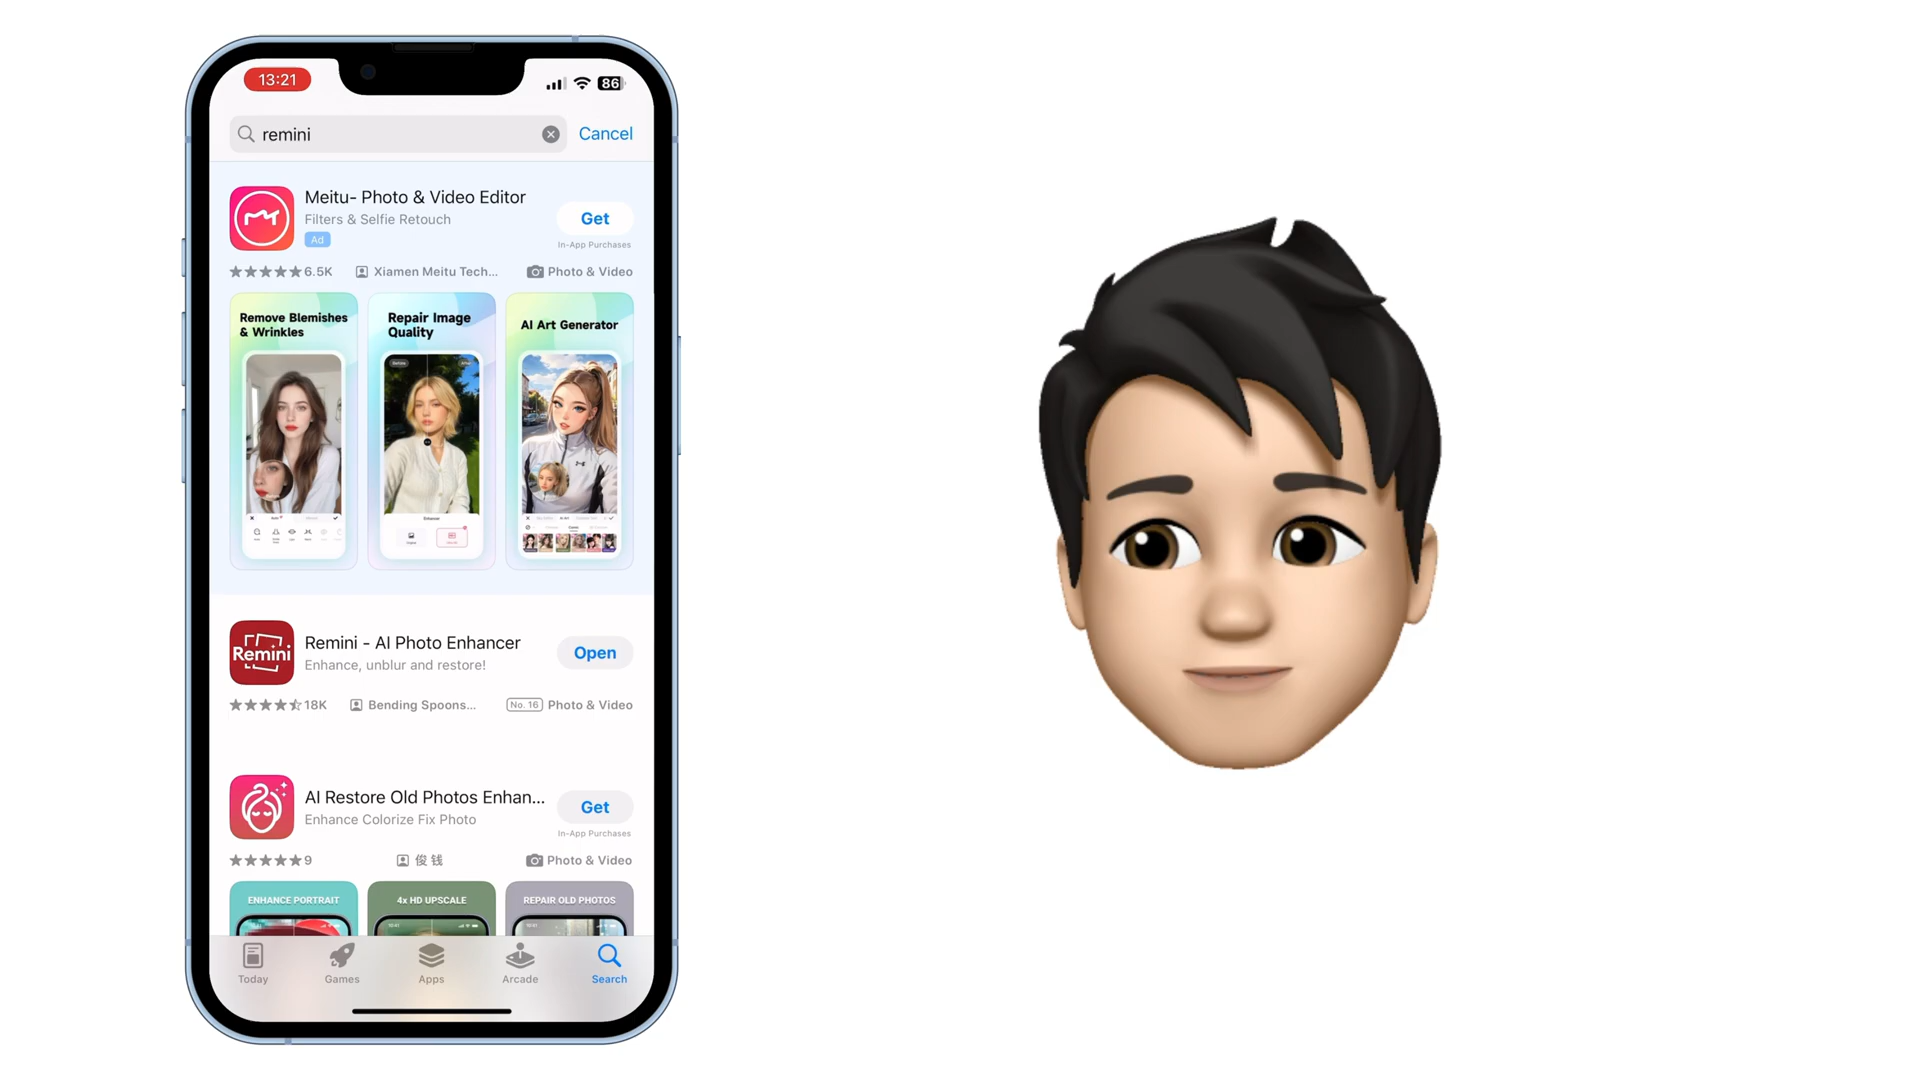 13:21
86
remini
Cancel
Meitu- Photo & Video Editor
Filters & Selfie Retouch
Ad
Get
In-App Purchases
6.5K
Xiamen Meitu Tech...
Photo & Video
Remove Blemishes
& Wrinkles
Repair Image
Quality
AI Art Generator
Remini
Remini - AI Photo Enhancer
Enhance, unblur and restore!
Open
18K
Bending Spoons...
No. 16
Photo & Video
AI Restore Old Photos Enhan...
Enhance Colorize Fix Photo
Get
In-App Purchases
9
俊 钱
Photo & Video
ENHANCE PORTRAIT
4x HD UPSCALE
REPAIR OLD PHOTOS
Today
Games
Apps
Arcade
Search